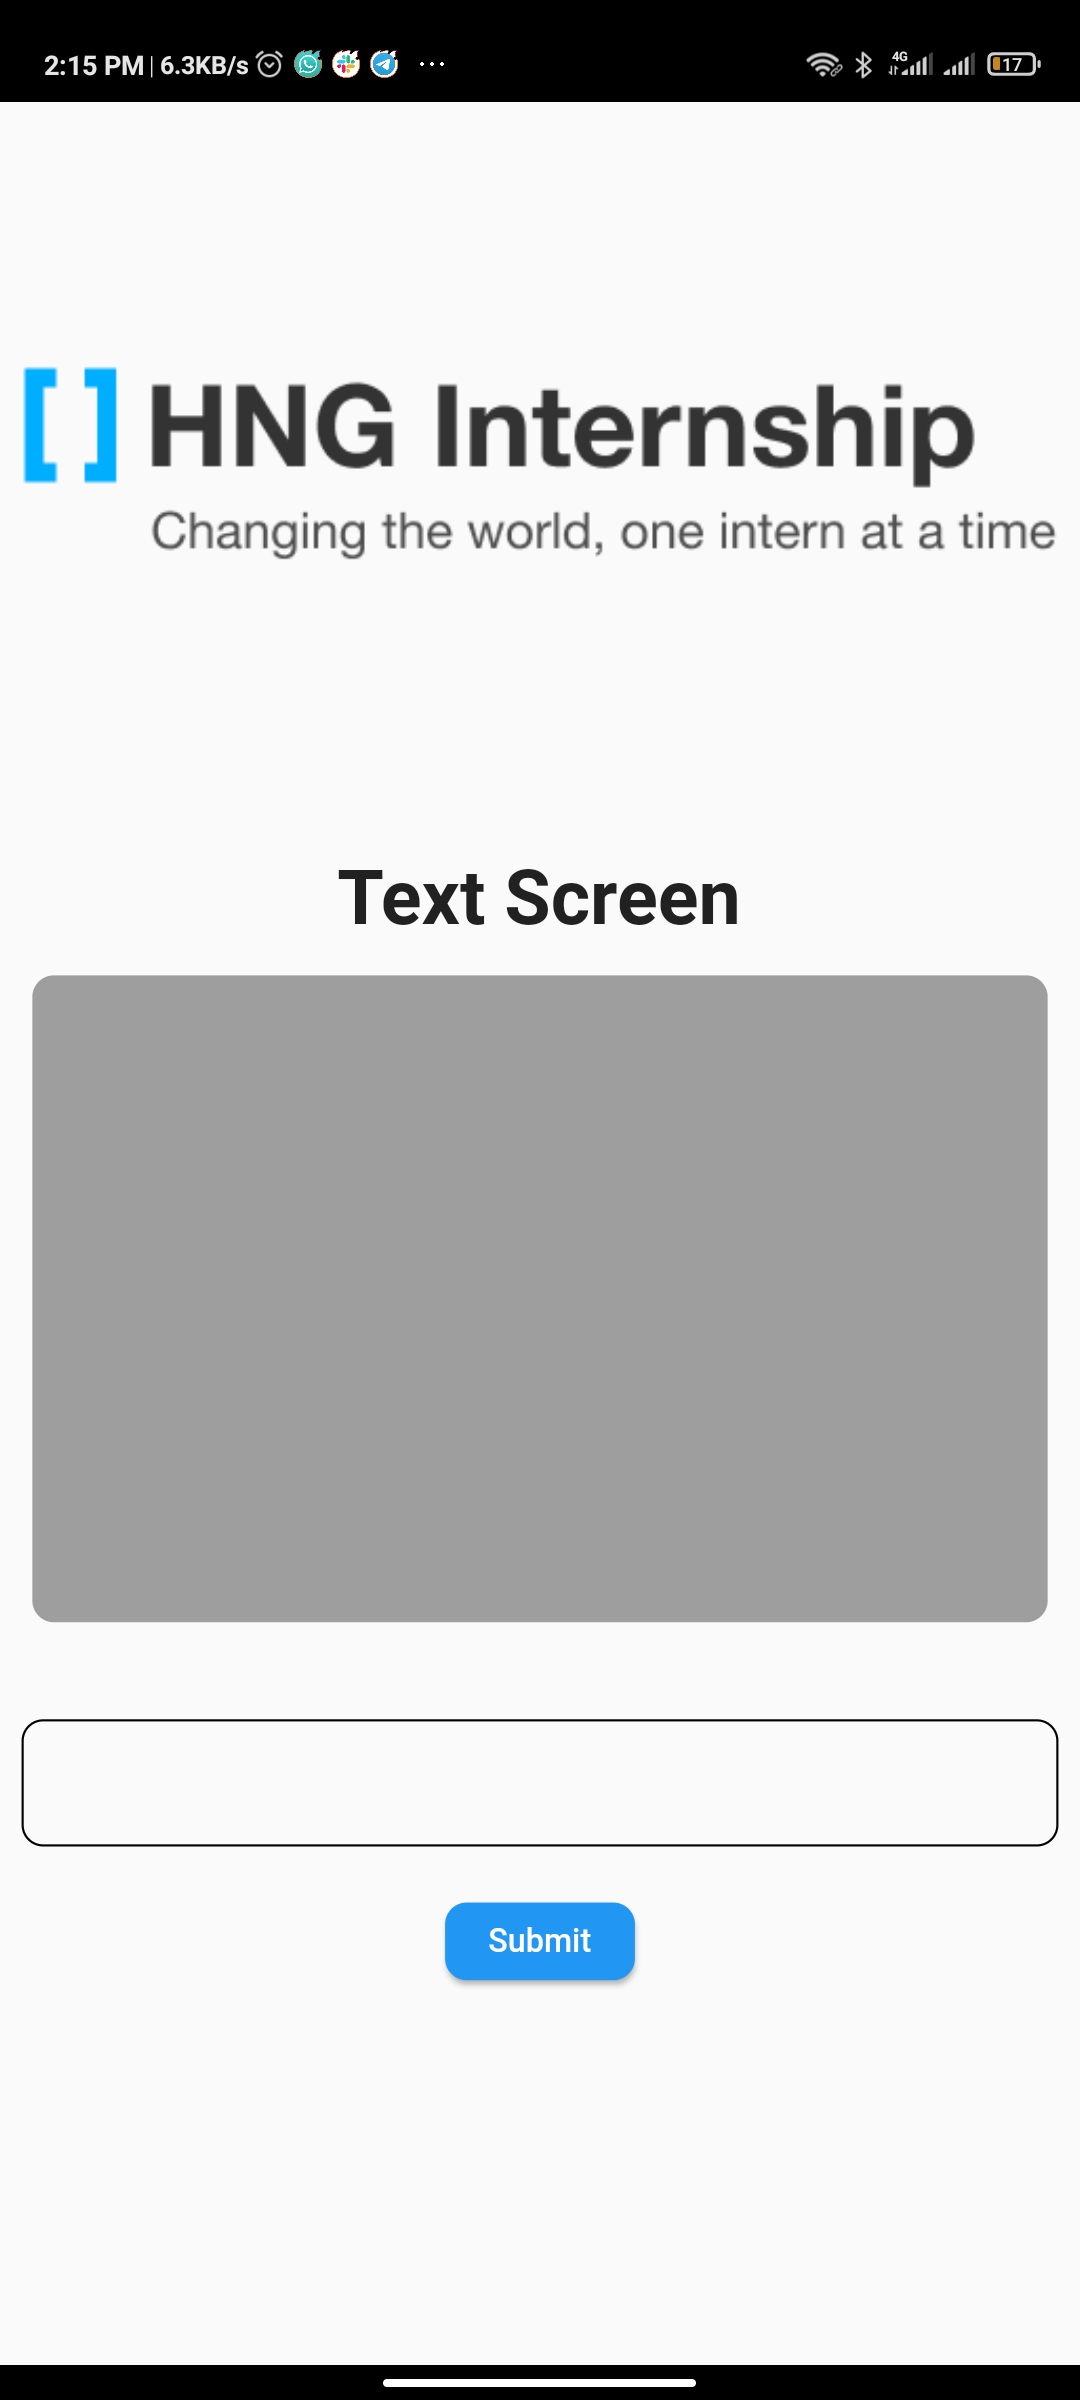 2:15 PM | 6.3KB/s ... 4G 17
[ ] HNG Internship
Changing the world, one intern at a time
Text Screen
Submit